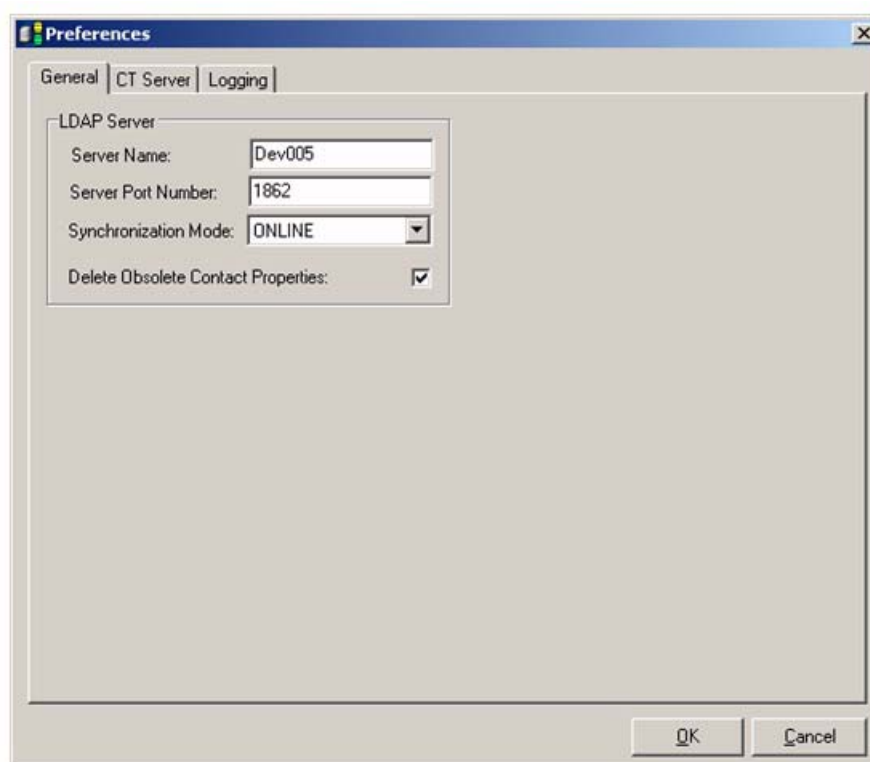 Preferences
General CT Server Logging
LDAP Server
Server Name: Dev005
Server Port Number: 1862
Synchronization Mode: ONLINE
Delete Obsolete Contact Properties:
OK Cancel